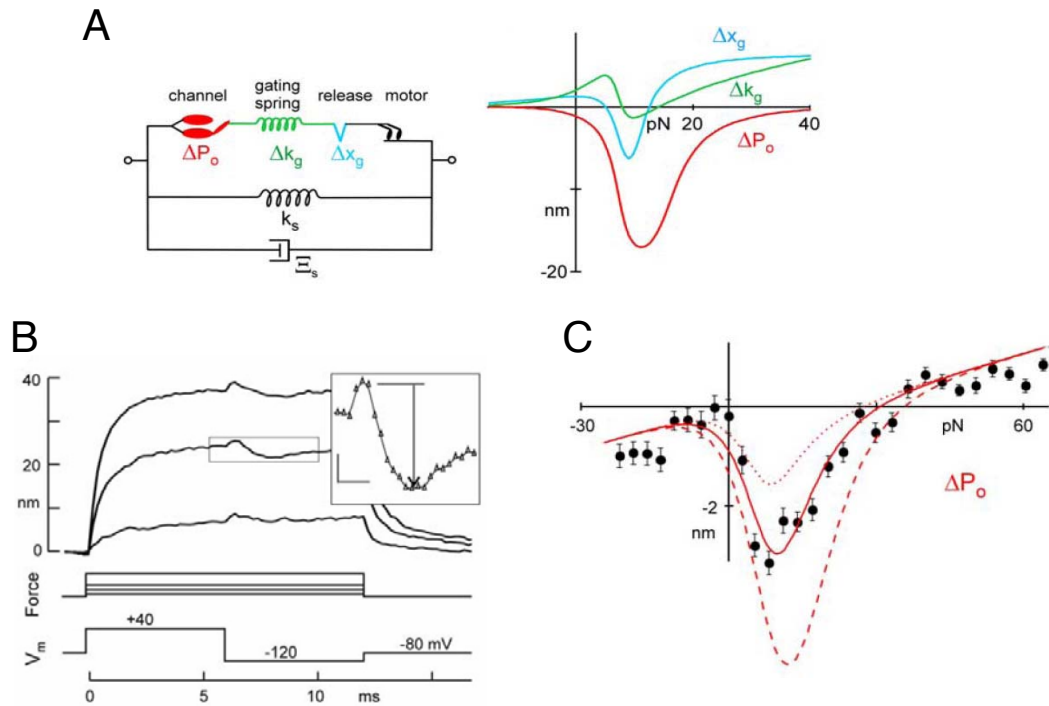 A
channel
gating
spring
release
motor
ΔPo
Δkg
Δxg
ks
Ξs
Δxg
Δkg
pN
20
40
ΔPo
nm
-20
B
40
30
20
nm
10
0
Force
+40
-120
-80 mV
Vm
0
5
10
ms
C
-30
pN
60
ΔPo
-2
nm